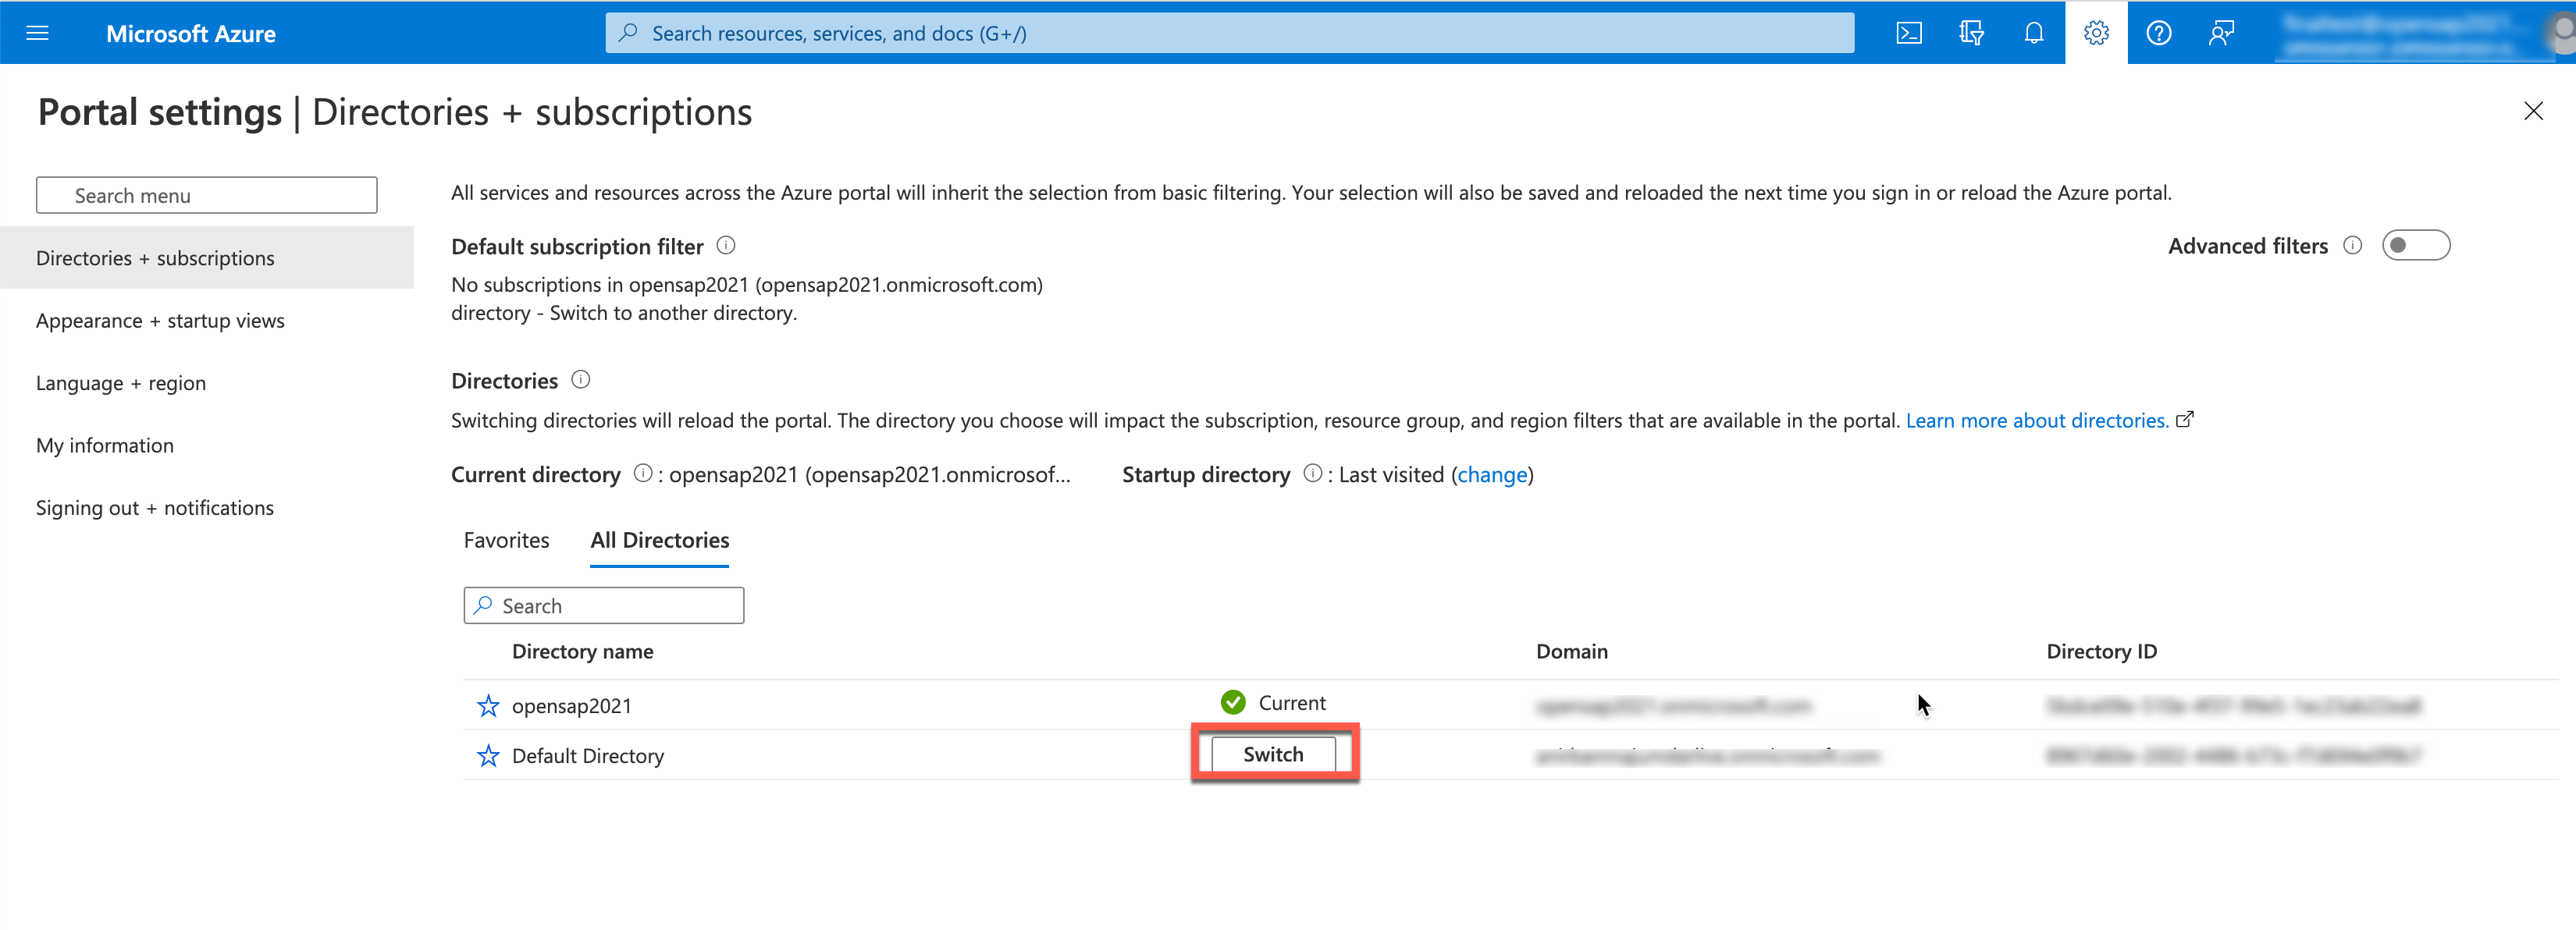 Microsoft Azure
Search resources, services, and docs (G+/)
Portal settings | Directories + subscriptions
Search menu
Directories + subscriptions
Appearance + startup views
Language + region
My information
Signing out + notifications
All services and resources across the Azure portal will inherit the selection from basic filtering. Your selection will also be saved and reloaded the next time you sign in or reload the Azure portal.
Default subscription filter
Advanced filters
No subscriptions in opensap2021 (opensap2021.onmicrosoft.com)
directory - Switch to another directory.
Directories
Switching directories will reload the portal. The directory you choose will impact the subscription, resource group, and region filters that are available in the portal. Learn more about directories.
Current directory : opensap2021 (opensap2021.onmicrosof...
Startup directory : Last visited (change)
Favorites
All Directories
Search
Directory name Domain Directory ID
opensap2021 Current
Default Directory Switch